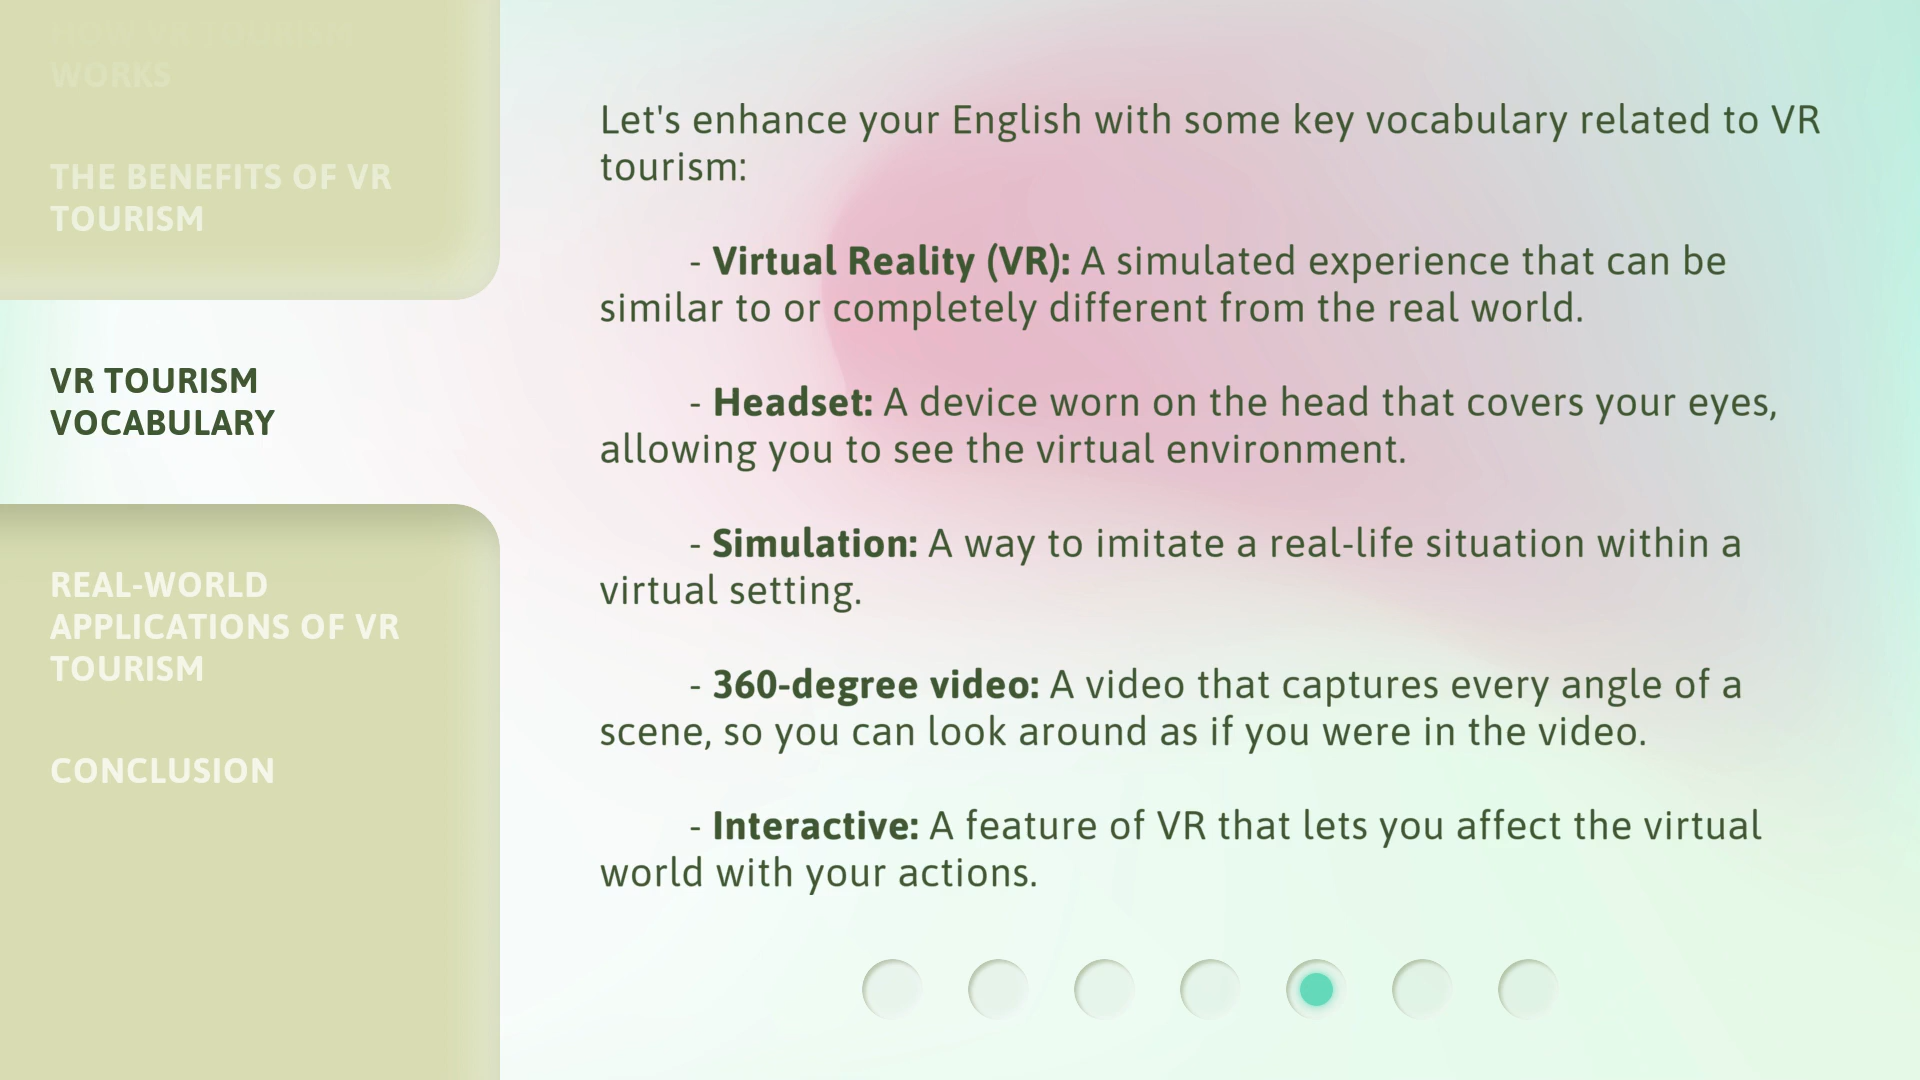 HOW VR TOURISM
WORKS
THE BENEFITS OF VR
TOURISM
VR TOURISM
VOCABULARY
REAL-WORLD
APPLICATIONS OF VR
TOURISM
CONCLUSION
Let's enhance your English with some key vocabulary related to VR
tourism:
- Virtual Reality (VR): A simulated experience that can be
similar to or completely different from the real world.
- Headset: A device worn on the head that covers your eyes,
allowing you to see the virtual environment.
- Simulation: A way to imitate a real-life situation within a
virtual setting.
- 360-degree video: A video that captures every angle of a
scene, so you can look around as if you were in the video.
- Interactive: A feature of VR that lets you affect the virtual
world with your actions.